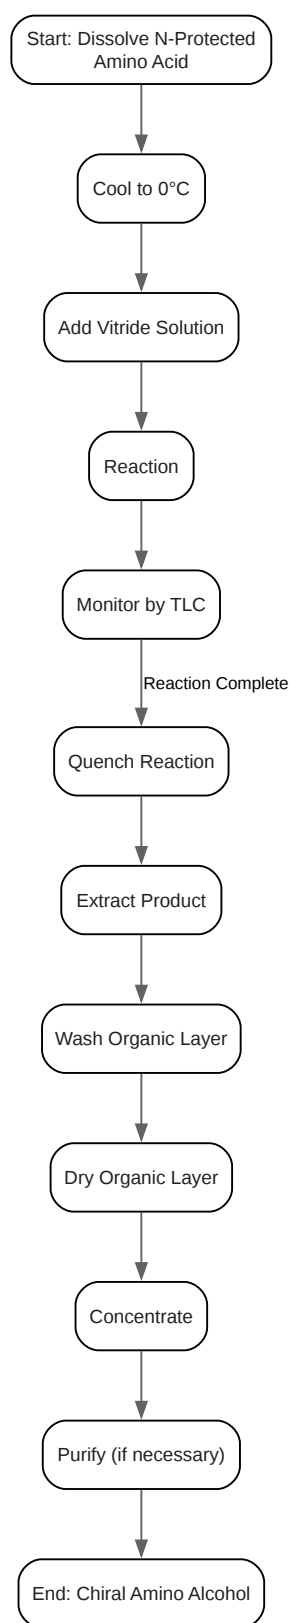 Start: Dissolve N-Protected
Amino Acid
Cool to 0°C
Add Vitride Solution
Reaction
Monitor by TLC
Reaction Complete
Quench Reaction
Extract Product
Wash Organic Layer
Dry Organic Layer
Concentrate
Purify (if necessary)
End: Chiral Amino Alcohol